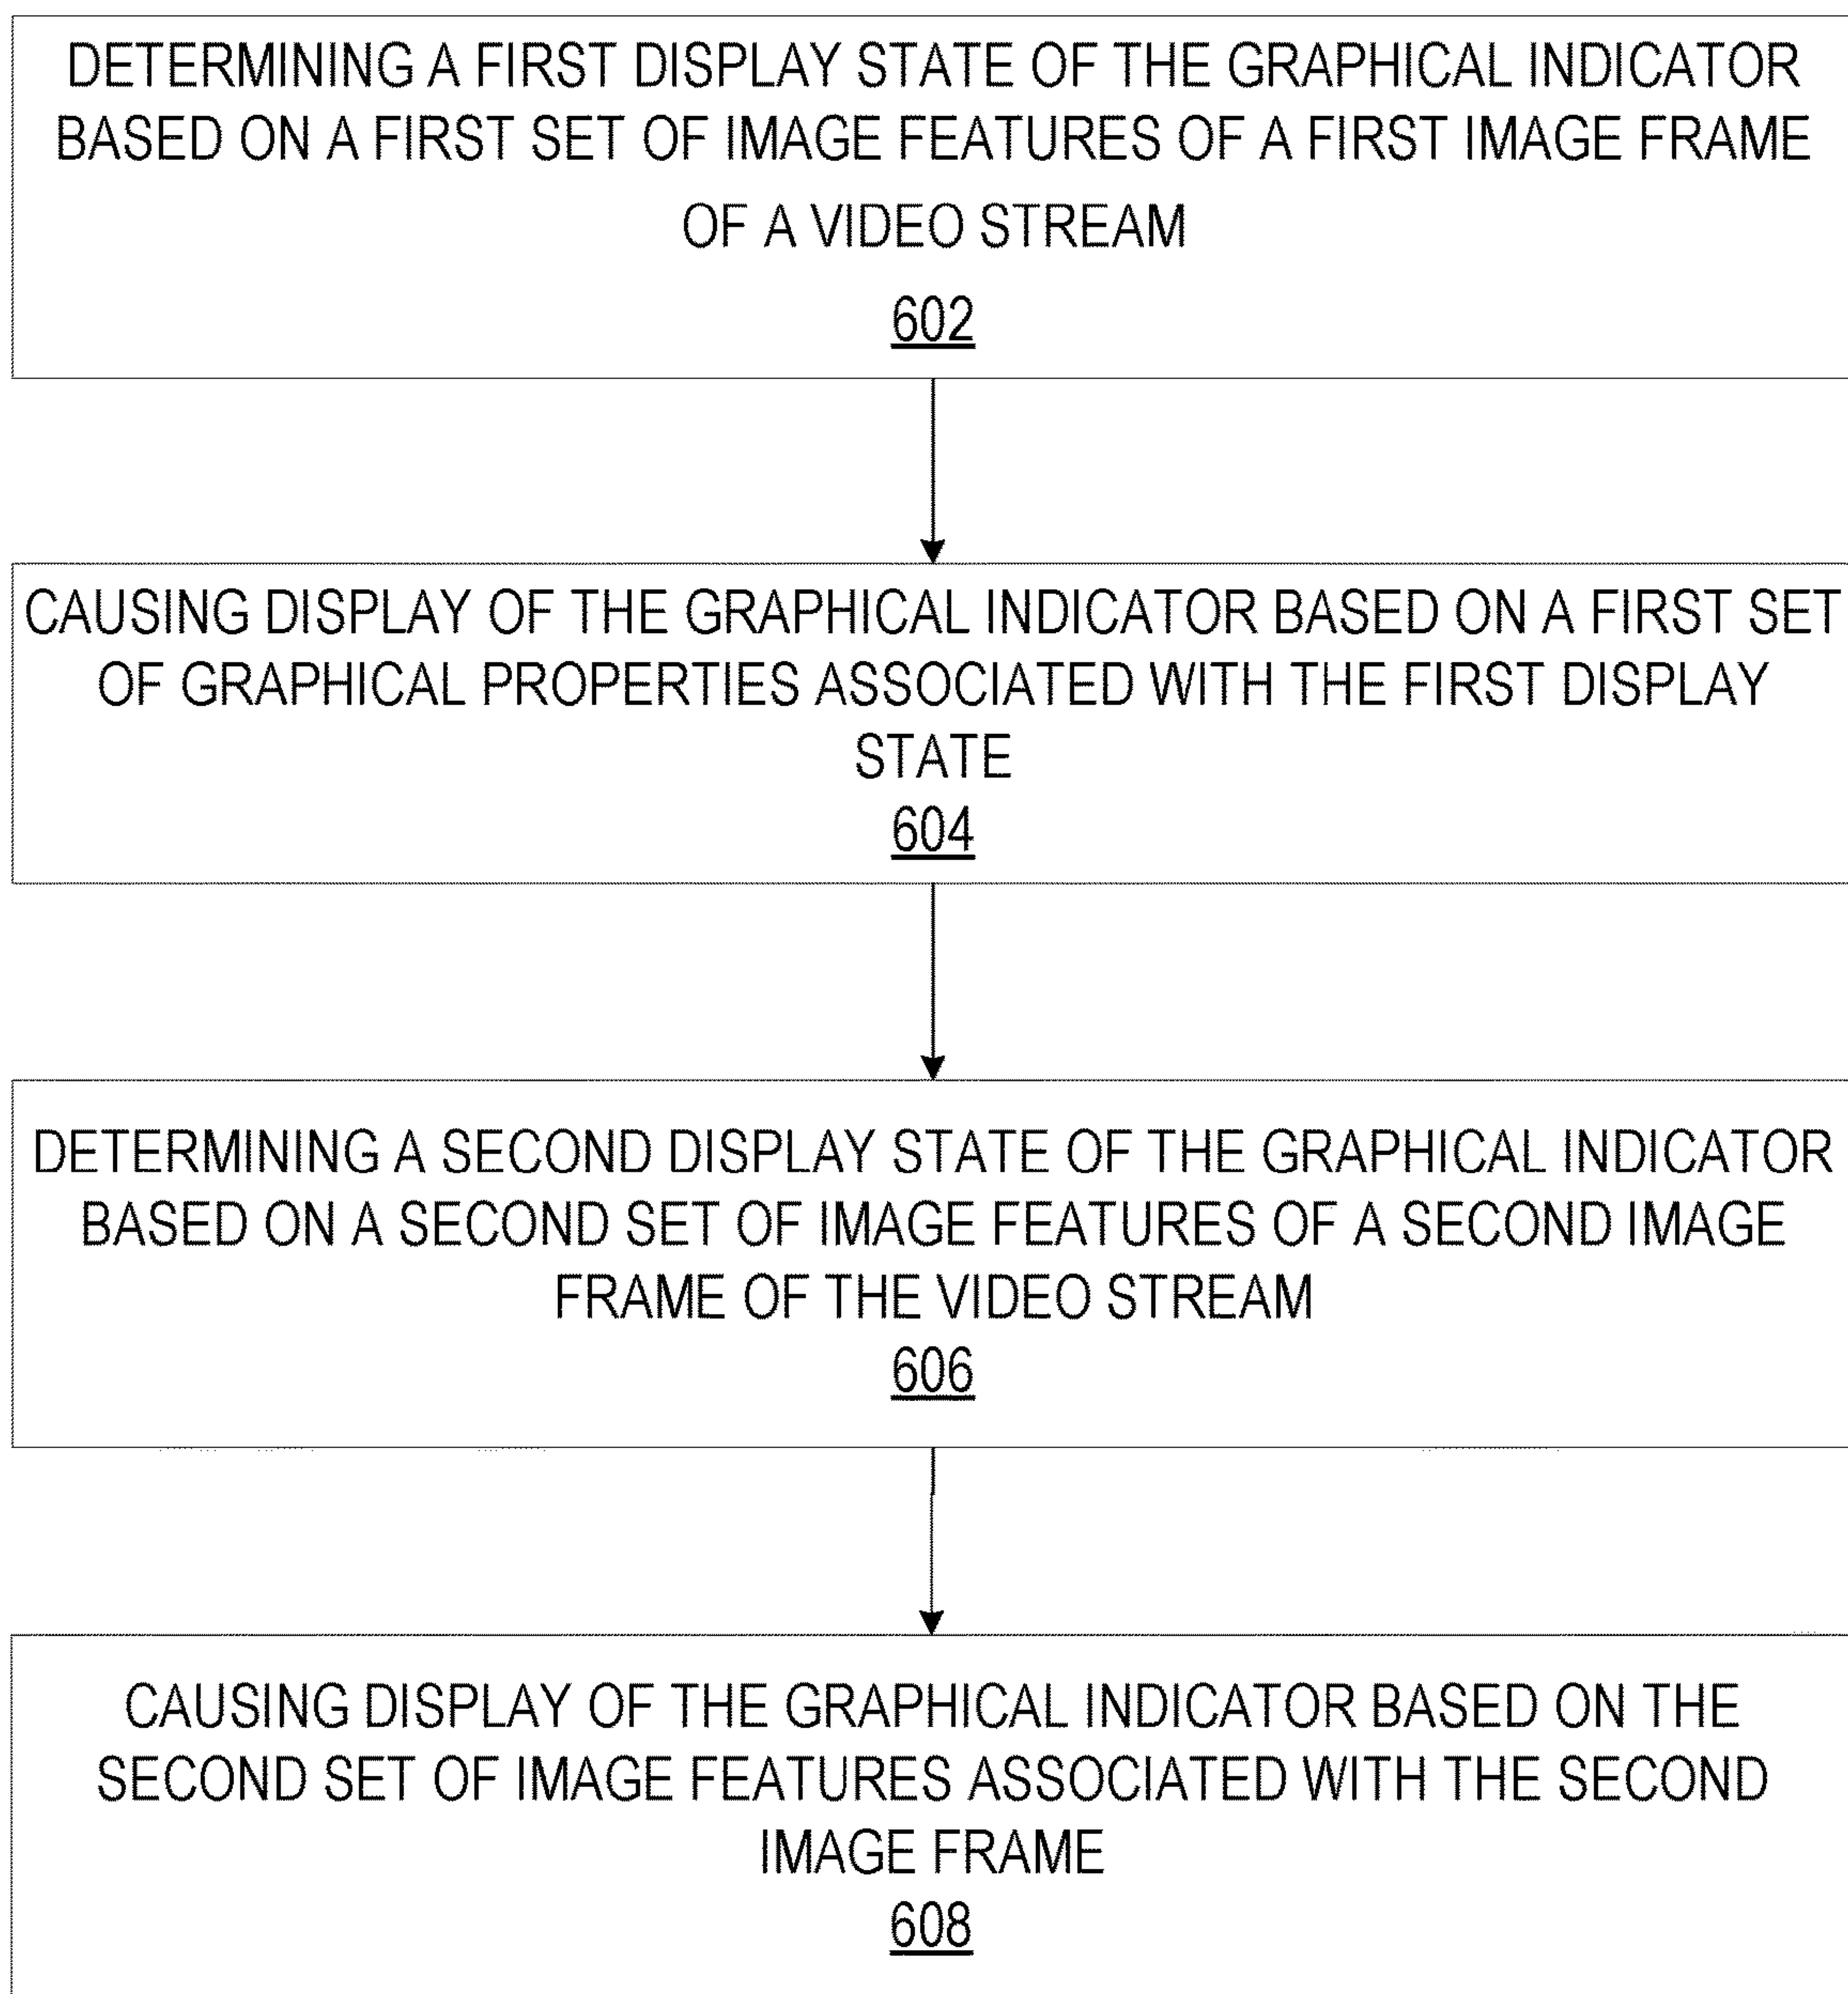 DETERMINING A FIRST DISPLAY STATE OF THE GRAPHICAL INDICATOR
BASED ON A FIRST SET OF IMAGE FEATURES OF A FIRST IMAGE FRAME
OF A VIDEO STREAM
602
CAUSING DISPLAY OF THE GRAPHICAL INDICATOR BASED ON A FIRST SET
OF GRAPHICAL PROPERTIES ASSOCIATED WITH THE FIRST DISPLAY
STATE
604
DETERMINING A SECOND DISPLAY STATE OF THE GRAPHICAL INDICATOR
BASED ON A SECOND SET OF IMAGE FEATURES OF A SECOND IMAGE
FRAME OF THE VIDEO STREAM
606
CAUSING DISPLAY OF THE GRAPHICAL INDICATOR BASED ON THE
SECOND SET OF IMAGE FEATURES ASSOCIATED WITH THE SECOND
IMAGE FRAME
608